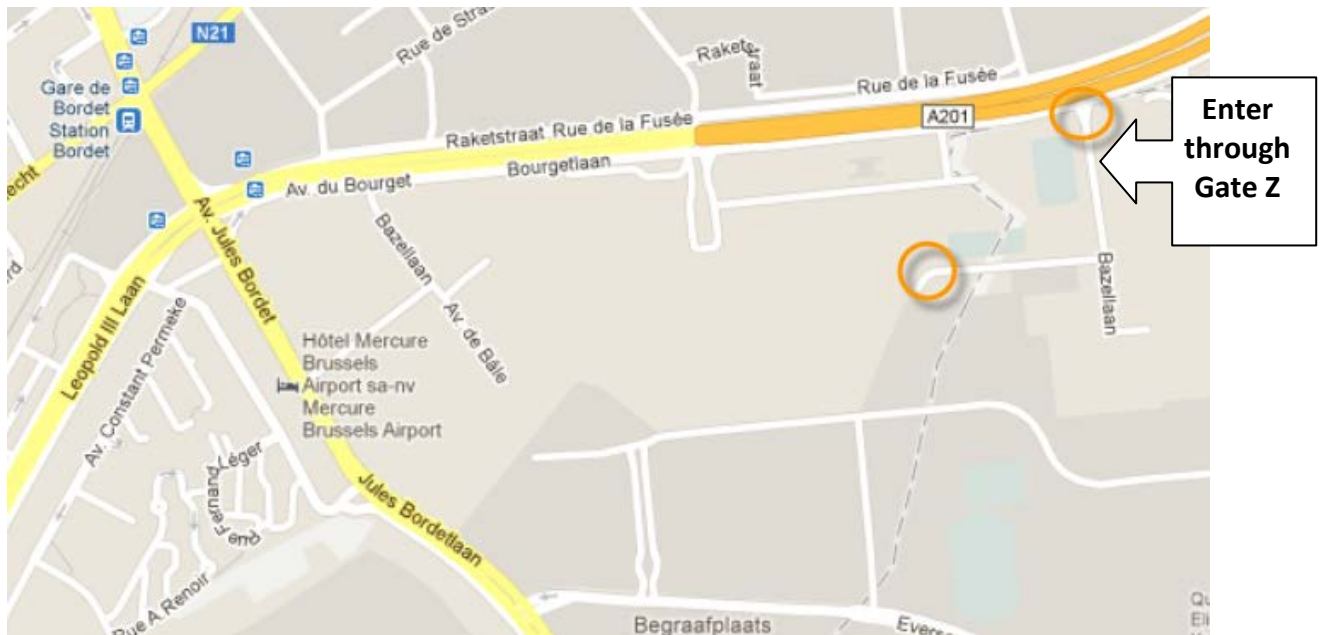 N21
Rue de Stras
Gare de
Bordet
Station
Bordet
Raketstraat
Rue de la Fusée
A201
Raketstraat Rue de la Fusée
Bourgetlaan
Av. du Bourget
Enter
through
Gate Z
Av. Jules Bordet
Bazellaan
Av. de Bâle
Bazellaan
Leopold III Laan
Av. Constant Permeke
Hôtel Mercure
Brussels
Airport sa-nv
Mercure
Brussels Airport
Rue Fernand Léger
Jules Bordetlaan
Rue A.Renoir
Begraafplaats